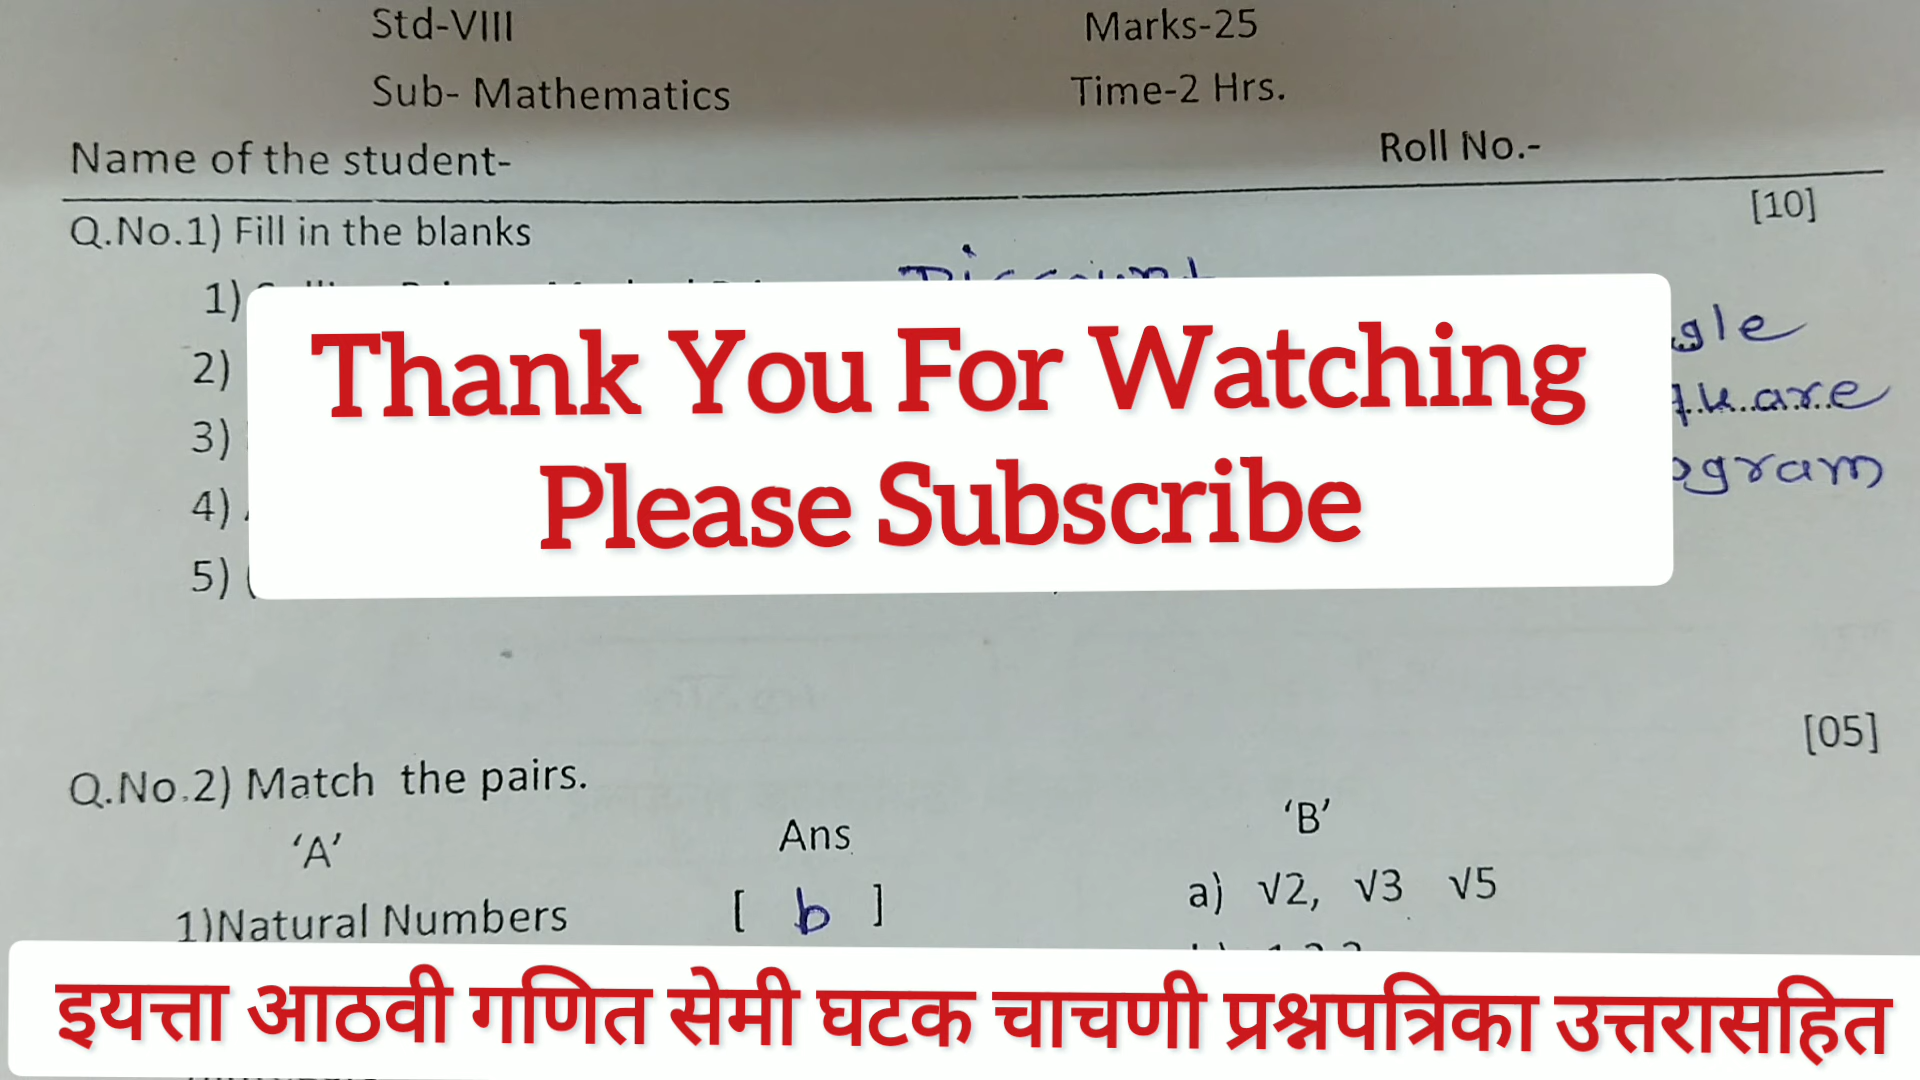 Std-VIII Marks-25
Sub- Mathematics Time-2 Hrs.
Name of the student- Roll No.-
Q.No.1) Fill in the blanks [10]
1) Discount
2)
3)
4)
5)
Thank You For Watching
Please Subscribe
[05]
Q.No.2) Match the pairs.
‘A’ Ans ‘B’
1)Natural Numbers [ b ] a) √2, √3 √5
इयत्ता आठवी गणित सेमी घटक चाचणी प्रश्नपत्रिका उत्तरासहित